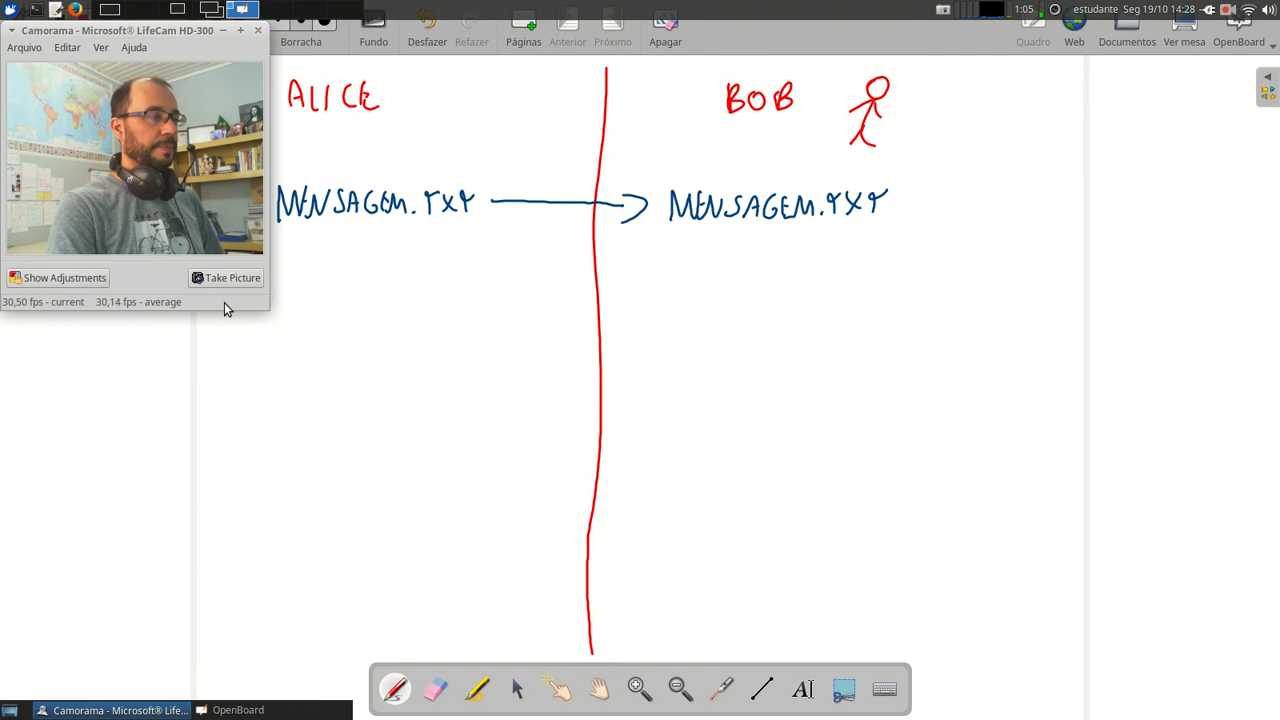 1:05 estudante Seg 19/10 14:28
Camorama - Microsoft® LifeCam HD-300
Arquivo Editar Ver Ajuda
Borracha Fundo Desfazer Refazer Páginas Anterior Próximo Apagar Quadro Web Documentos Ver mesa OpenBoard
ALICE BOB
MENSAGEM.TXT MENSAGEM.TXT
Show Adjustments Take Picture
30,50 fps - current 30,14 fps - average
AI
Camorama - Microsoft® Life... OpenBoard